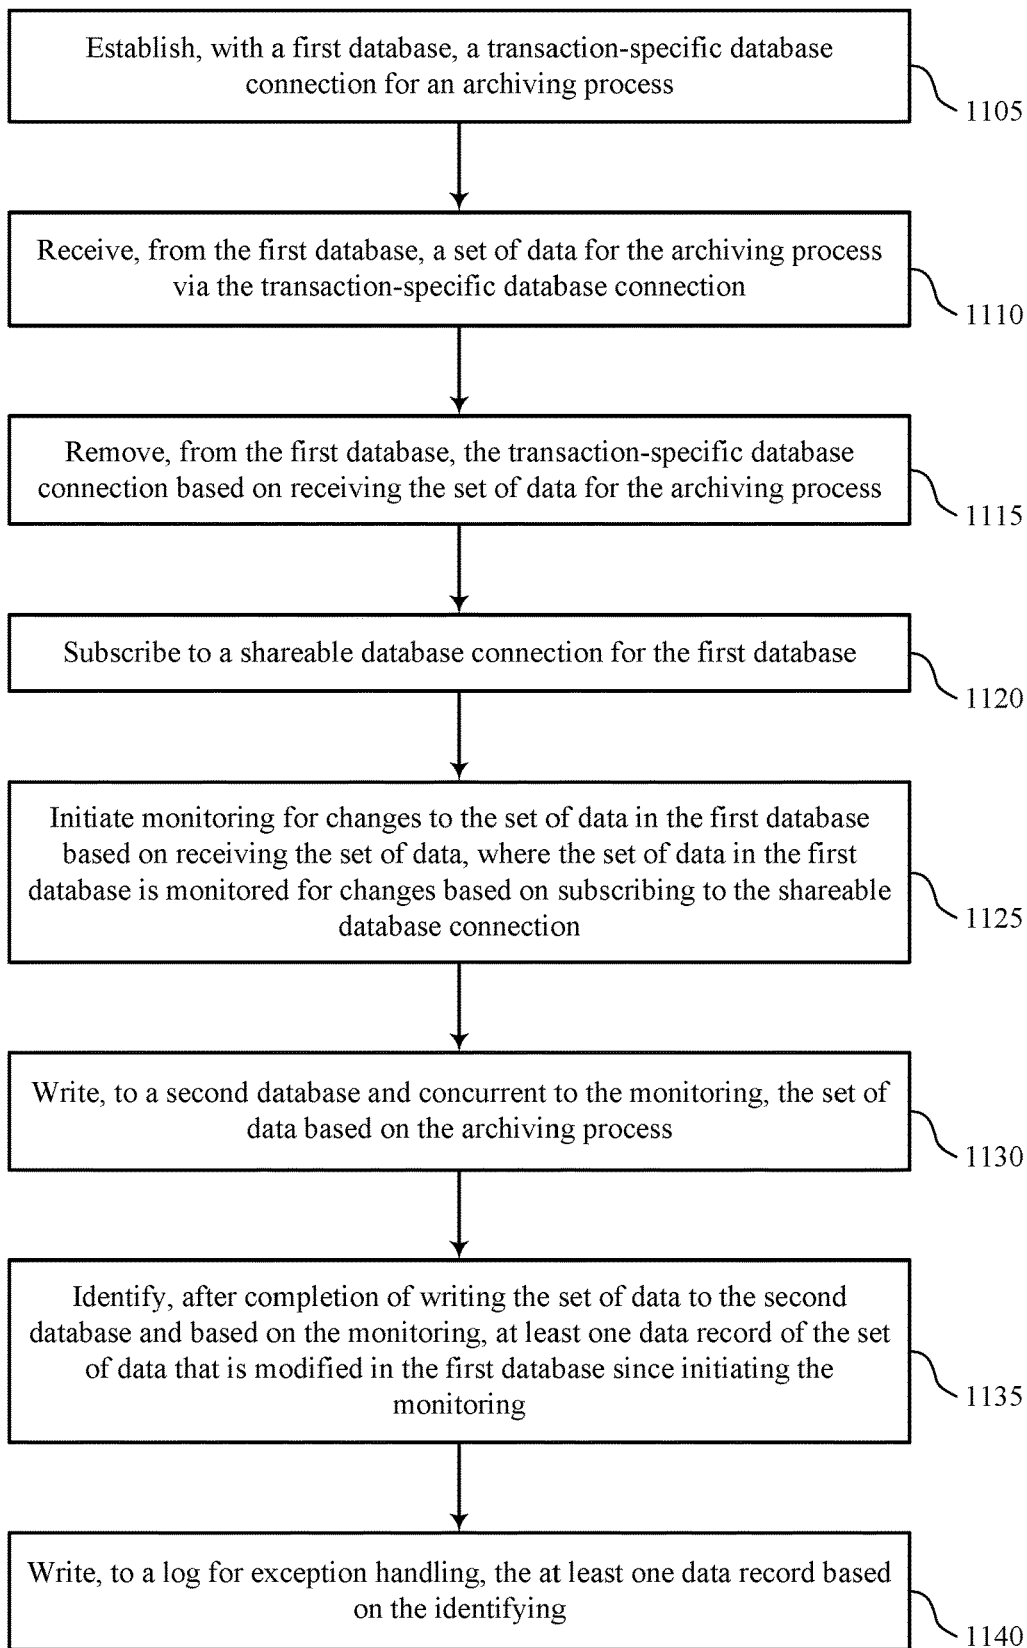 Establish, with a first database, a transaction-specific database
connection for an archiving process
1105
Receive, from the first database, a set of data for the archiving process
via the transaction-specific database connection
1110
Remove, from the first database, the transaction-specific database
connection based on receiving the set of data for the archiving process
1115
Subscribe to a shareable database connection for the first database
1120
Initiate monitoring for changes to the set of data in the first database
based on receiving the set of data, where the set of data in the first
database is monitored for changes based on subscribing to the shareable
database connection
1125
Write, to a second database and concurrent to the monitoring, the set of
data based on the archiving process
1130
Identify, after completion of writing the set of data to the second
database and based on the monitoring, at least one data record of the set
of data that is modified in the first database since initiating the
monitoring
1135
Write, to a log for exception handling, the at least one data record based
on the identifying
1140